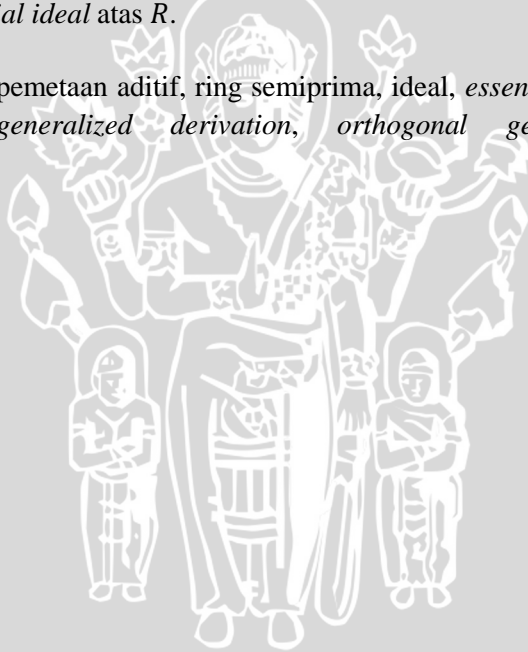 ial ideal atas R.
pemetaan aditif, ring semiprima, ideal, essen
generalized derivation, orthogonal ge